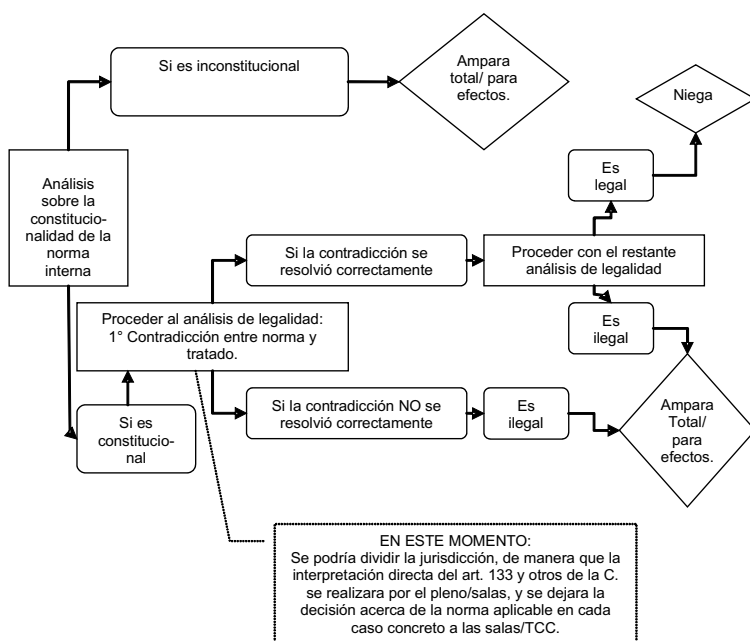 Si es inconstitucional
Ampara
total/ para
efectos.
Niega
Análisis
sobre la
constitucio-
nalidad de la
norma
interna
Es
legal
Si la contradicción se
resolvió correctamente
Proceder con el restante
análisis de legalidad
Proceder al análisis de legalidad:
1° Contradicción entre norma y
tratado.
Es
ilegal
Si es
constitucio-
nal
Si la contradicción NO se
resolvió correctamente
Es
ilegal
Ampara
Total/
para
efectos.
EN ESTE MOMENTO:
Se podría dividir la jurisdicción, de manera que la
interpretación directa del art. 133 y otros de la C.
se realizara por el pleno/salas, y se dejara la
decisión acerca de la norma aplicable en cada
caso concreto a las salas/TCC.